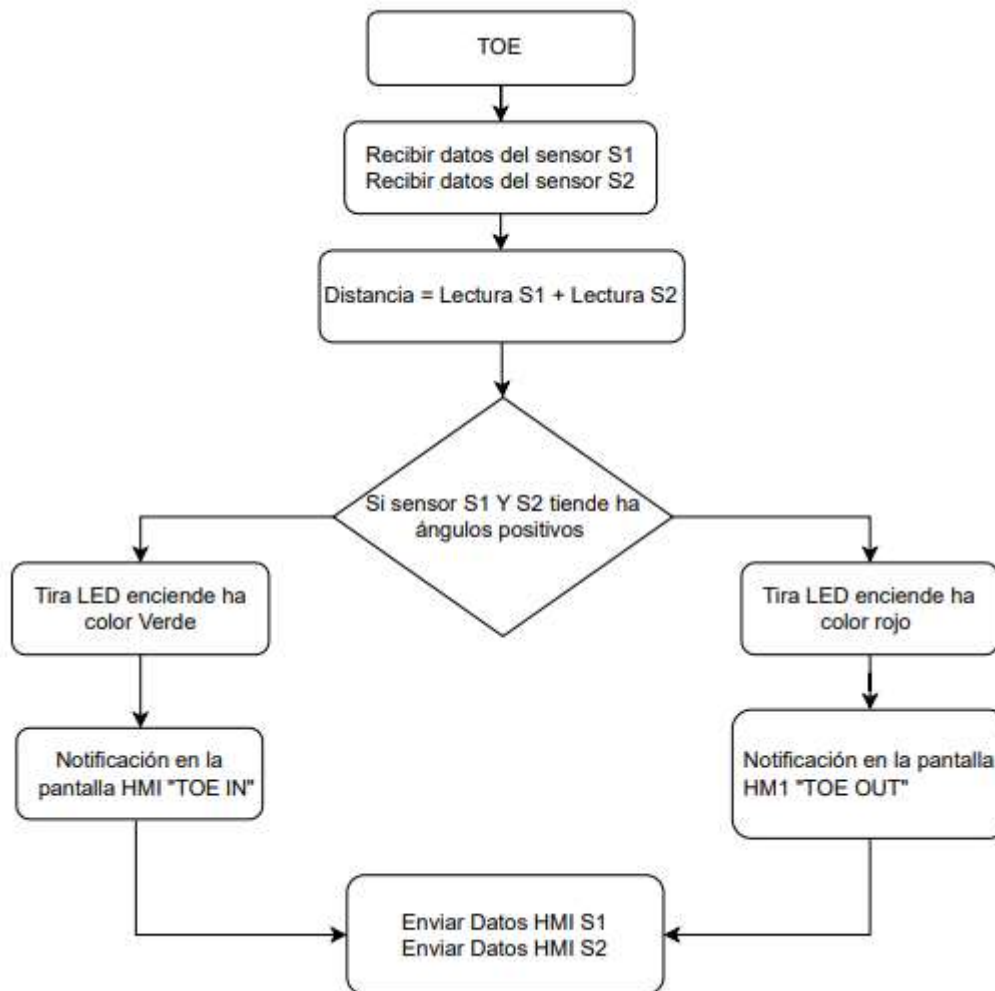 TOE
Recibir datos del sensor S1
Recibir datos del sensor S2
Distancia = Lectura S1 + Lectura S2
Si sensor S1 Y S2 tiende ha
ángulos positivos
Tira LED enciende ha
color Verde
Tira LED enciende ha
color rojo
Notificación en la
pantalla HMI "TOE IN"
Notificación en la pantalla
HM1 "TOE OUT"
Enviar Datos HMI S1
Enviar Datos HMI S2